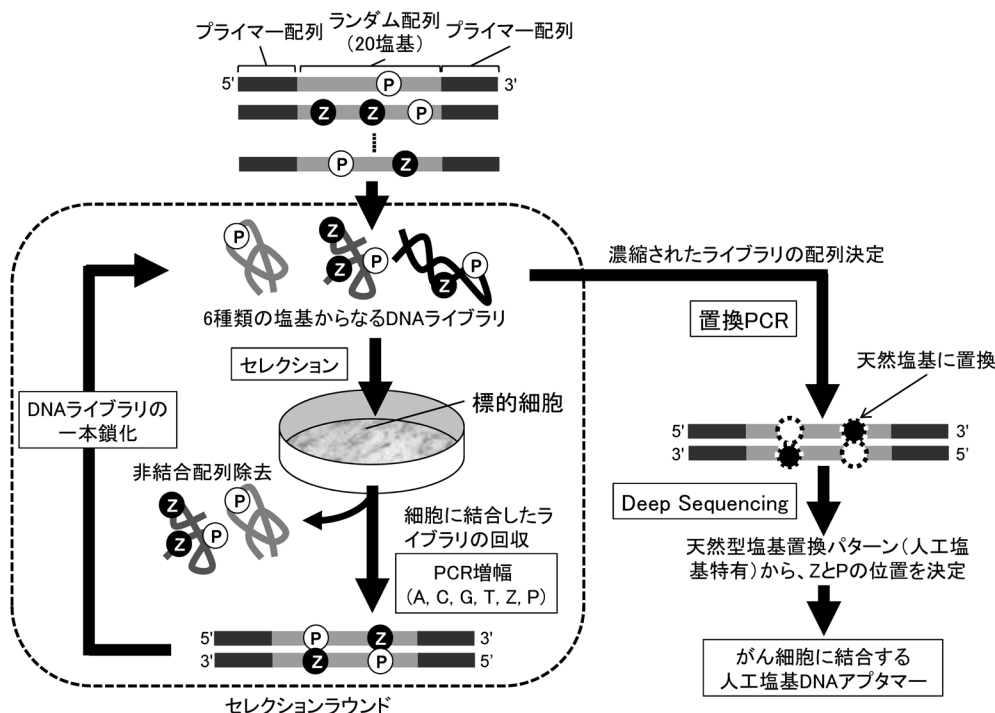 プライマー配列
ランダム配列
(20塩基)
プライマー配列
5'
P
3'
Z
Z
P
P
Z
P
Z
Z
P
Z
P
6種類の塩基からなるDNAライブラリ
濃縮されたライブラリの配列決定
置換PCR
天然塩基に置換
セレクション
標的細胞
DNAライブラリの
一本鎖化
非結合配列除去
Z
Z
P
P
細胞に結合したラ
イブラリの回収
PCR増幅
(A, C, G, T, Z, P)
5'
P
Z
3'
3'
Z
P
5'
セレクションラウンド
5'
3'
3'
5'
Deep Sequencing
天然型塩基置換パターン(人工塩
基特有)から、ZとPの位置を決定
がん細胞に結合する
人工塩基DNAアプタマー